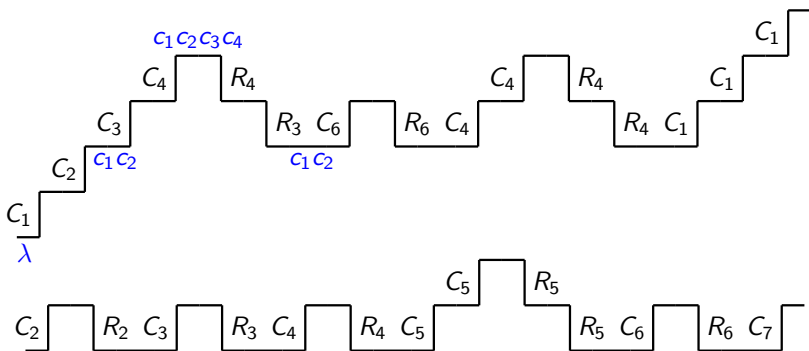 c₁c₂c₃c₄ C₁
C₄ R₄ C₄ R₄ C₁
C₃ R₃ C₆ R₆ C₄ R₄ C₁
c₁c₂ c₁c₂
C₂
C₁
λ
C₅ R₅
C₂ R₂ C₃ R₃ C₄ R₄ C₅ R₅ C₆ R₆ C₇